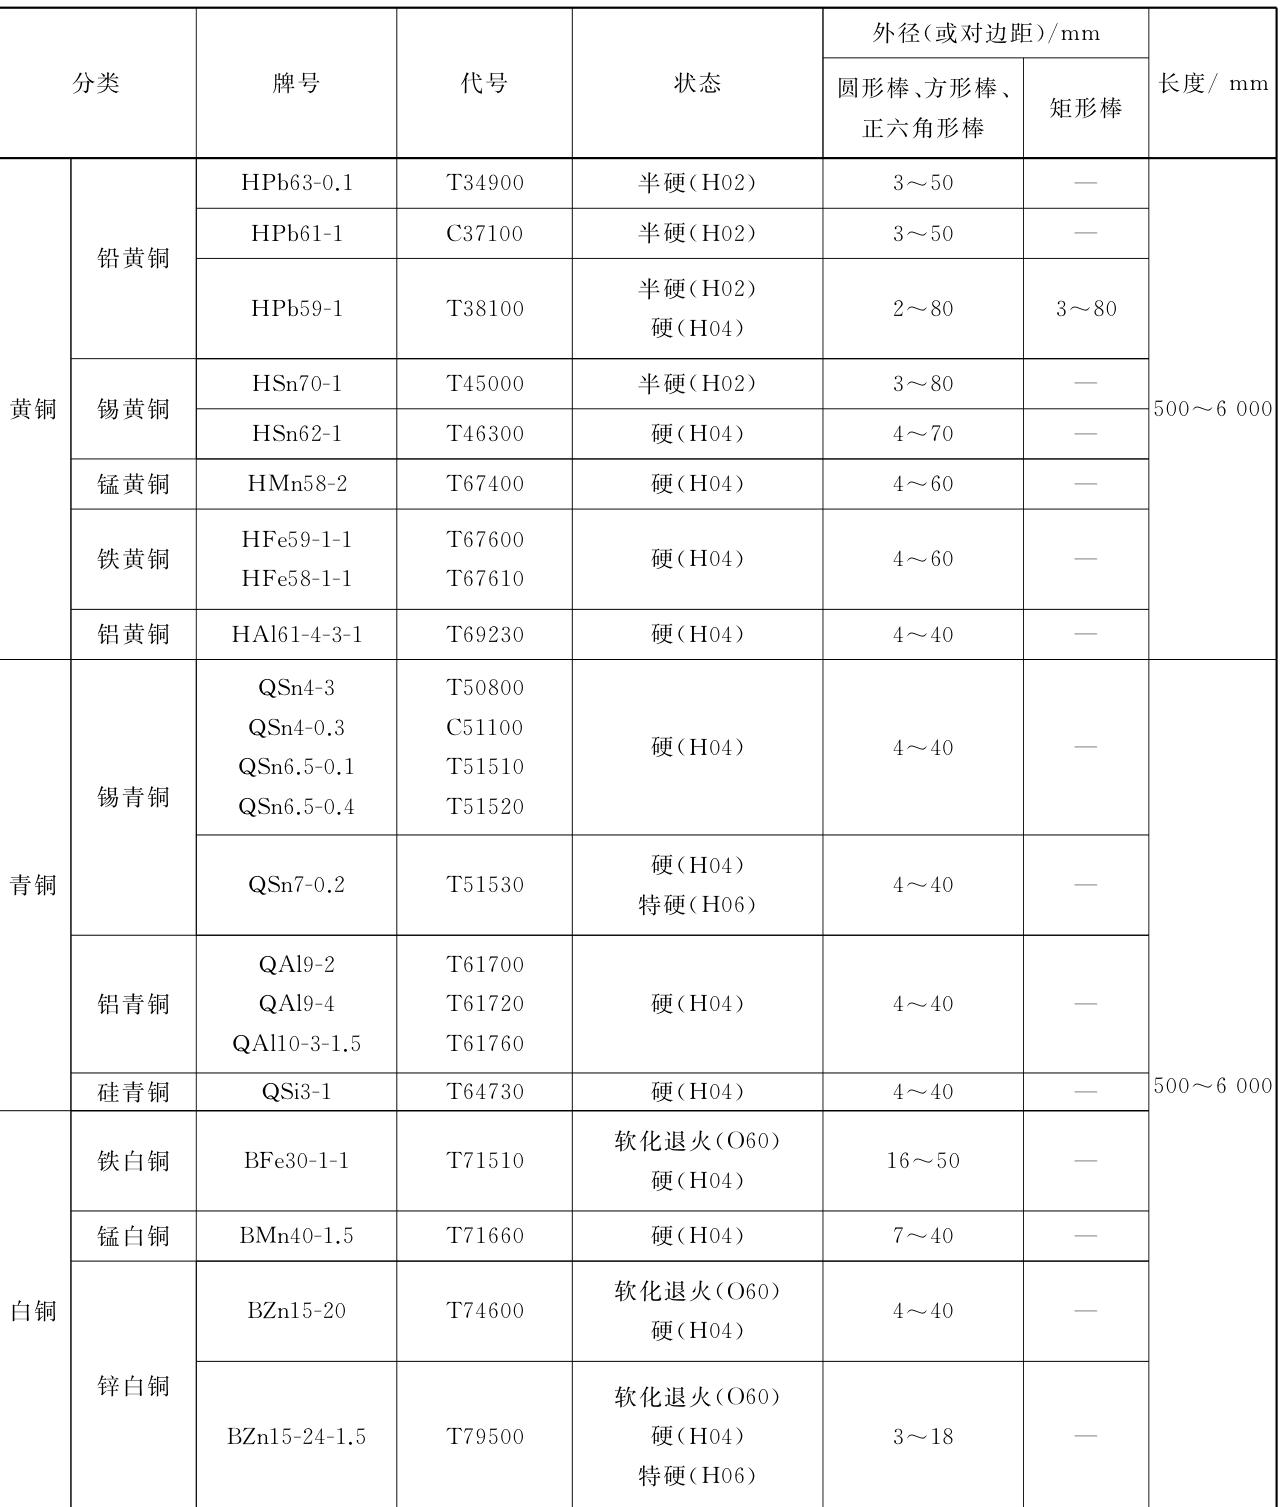 分类 牌号 代号 状态 外径(或对边距)/mm 长度/ mm
圆形棒、方形棒、
正六角形棒
矩形棒
黄铜
铅黄铜
HPb63-0.1 T34900 半硬(H02) 3～50 —
HPb61-1 C37100 半硬(H02) 3～50 —
HPb59-1 T38100 半硬(H02)
硬(H04)
2～80 3～80
锡黄铜
HSn70-1 T45000 半硬(H02) 3～80 —
HSn62-1 T46300 硬(H04) 4～70 —
锰黄铜 HMn58-2 T67400 硬(H04) 4～60 —
铁黄铜
HFe59-1-1 T67600
HFe58-1-1 T67610
硬(H04) 4～60 —
铝黄铜 HAl61-4-3-1 T69230 硬(H04) 4～40 —
500～6 000
青铜
锡青铜
QSn4-3 T50800
QSn4-0.3 C51100
QSn6.5-0.1 T51510
QSn6.5-0.4 T51520
硬(H04) 4～40 —
QSn7-0.2 T51530 硬(H04)
特硬(H06)
4～40 —
铝青铜
QAl9-2 T61700
QAl9-4 T61720
QAl10-3-1.5 T61760
硬(H04) 4～40 —
硅青铜 QSi3-1 T64730 硬(H04) 4～40 —
500～6 000
白铜
铁白铜 BFe30-1-1 T71510 软化退火(O60)
硬(H04)
16～50 —
锰白铜 BMn40-1.5 T71660 硬(H04) 7～40 —
锌白铜
BZn15-20 T74600 软化退火(O60)
硬(H04)
4～40 —
BZn15-24-1.5 T79500 软化退火(O60)
硬(H04)
特硬(H06)
3～18 —